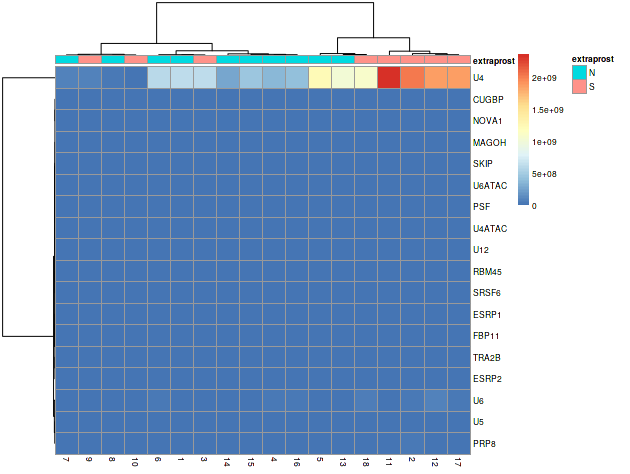 extraprost
extraprost
N
S
U4
CUGBP
NOVA1
MAGOH
SKIP
U6ATAC
PSF
U4ATAC
U12
RBM45
SRSF6
ESRP1
FBP11
TRA2B
ESRP2
U6
U5
PRP8
2e+09
1.5e+09
1e+09
5e+08
0
7 9 8 10 6 1 3 14 15 4 16 5 13 18 11 2 12 17